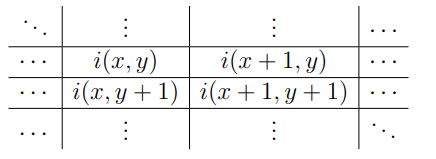 ⋱ ⋮ ⋮ ⋯
⋯ i(x, y) i(x + 1, y) ⋯
⋯ i(x, y + 1) i(x + 1, y + 1) ⋯
⋯ ⋮ ⋮ ⋱